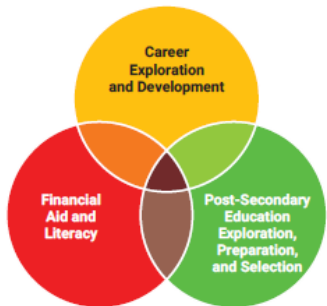 Career
Exploration
and Development
Financial
Aid and
Literacy
Post-Secondary
Education
Exploration,
Preparation,
and Selection